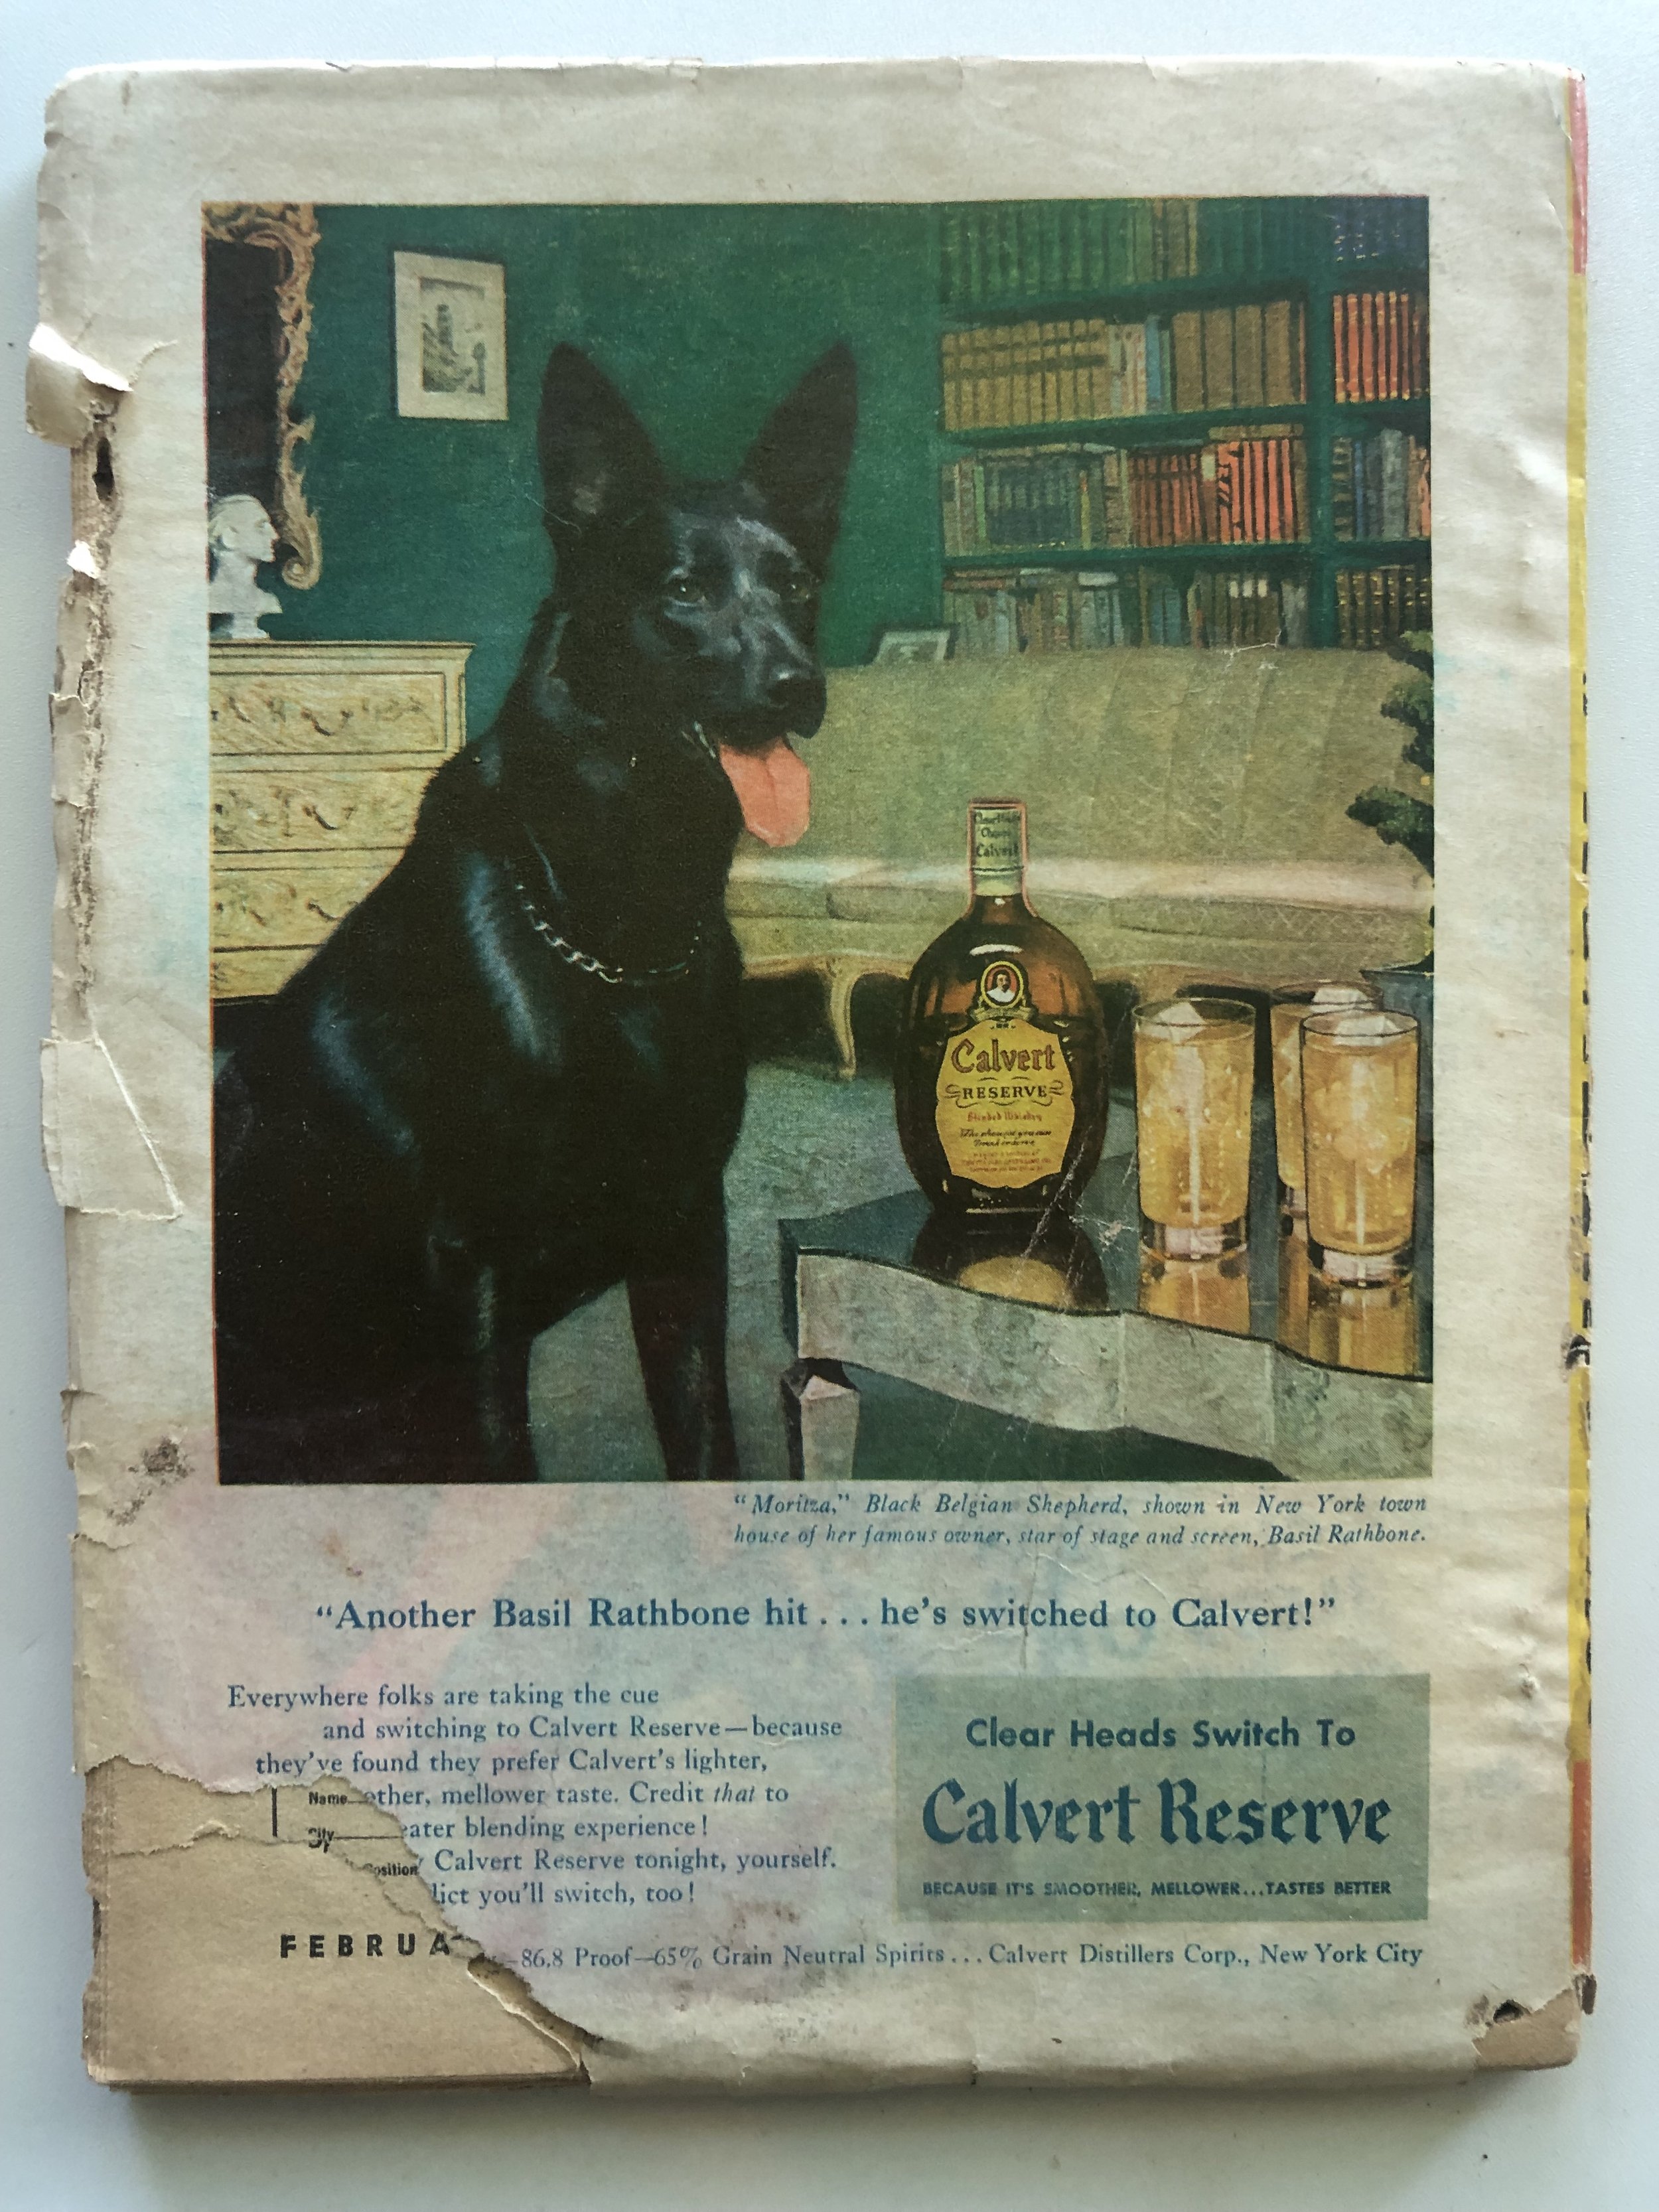 Calvert
Calvert
RESERVE
Blended Whiskey
"Moritza," Black Belgian Shepherd, shown in New York town
house of her famous owner, star of stage and screen, Basil Rathbone.
"Another Basil Rathbone hit . . . he's switched to Calvert!"
Everywhere folks are taking the cue
and switching to Calvert Reserve—because
they've found they prefer Calvert's lighter,
Name other, mellower taste. Credit that to
City eater blending experience!
Position Calvert Reserve tonight, yourself.
dict you'll switch, too!
Clear Heads Switch To
Calvert Reserve
BECAUSE IT'S SMOOTHER, MELLOWER...TASTES BETTER
FEBRUA
—86.8 Proof—65% Grain Neutral Spirits . . . Calvert Distillers Corp., New York City